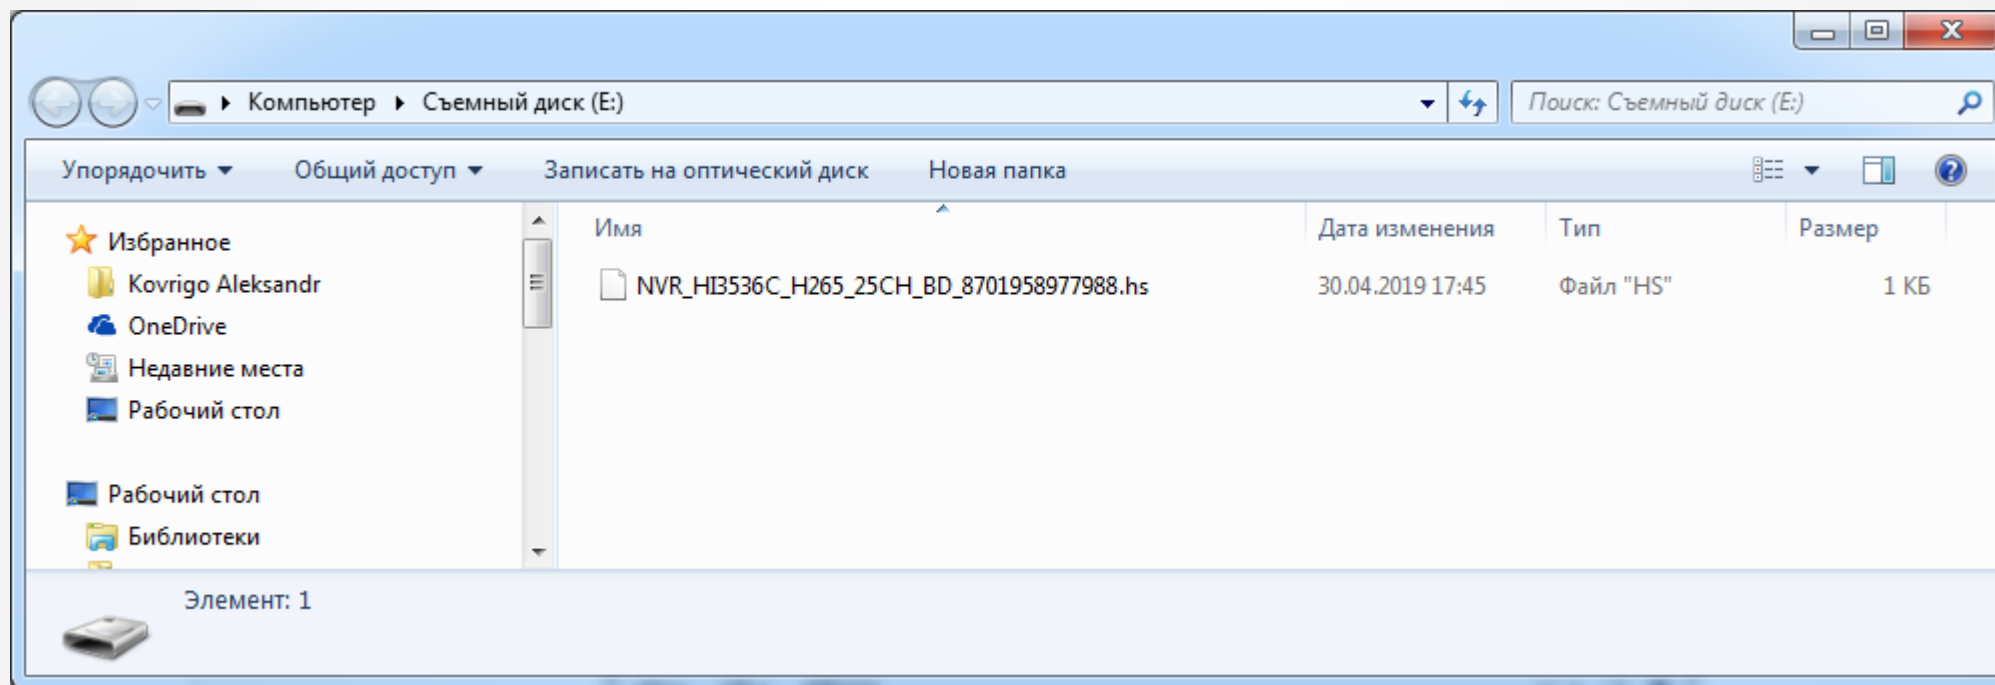 Компьютер Съемный диск (E:) Поиск: Съемный диск (E:)
Упорядочить Общий доступ Записать на оптический диск Новая папка
Имя Дата изменения Тип Размер
NVR_HI3536C_H265_25CH_BD_8701958977988.hs 30.04.2019 17:45 Файл "HS" 1 КБ
Избранное
Kovrigo Aleksandr
OneDrive
Недавние места
Рабочий стол
Рабочий стол
Библиотеки
Элемент: 1